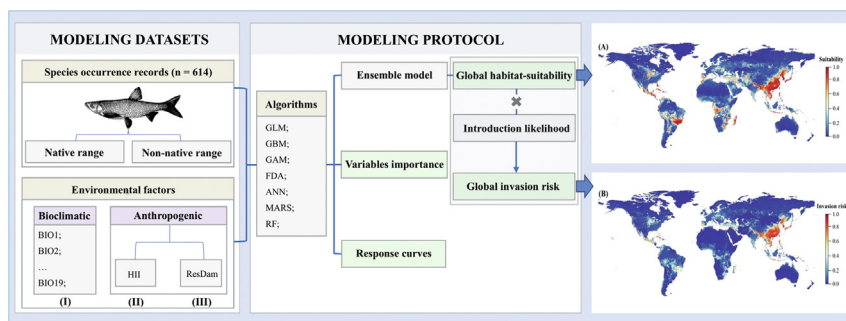 MODELING DATASETS
Species occurrence records (n = 614)
Native range
Non-native range
Environmental factors
Bioclimatic
BIO1;
BIO2;
...
BIO19;
(I)
Anthropogenic
HII
ResDam
(II)
(III)
MODELING PROTOCOL
Algorithms
GLM;
GBM;
GAM;
FDA;
ANN;
MARS;
RF;
Ensemble model
Variables importance
Response curves
Global habitat-suitability
Introduction likelihood
Global invasion risk
(A)
Suitability
1.0
0.8
0.6
0.4
0.2
0.0
(B)
Invasion risk
1.0
0.8
0.6
0.4
0.2
0.0